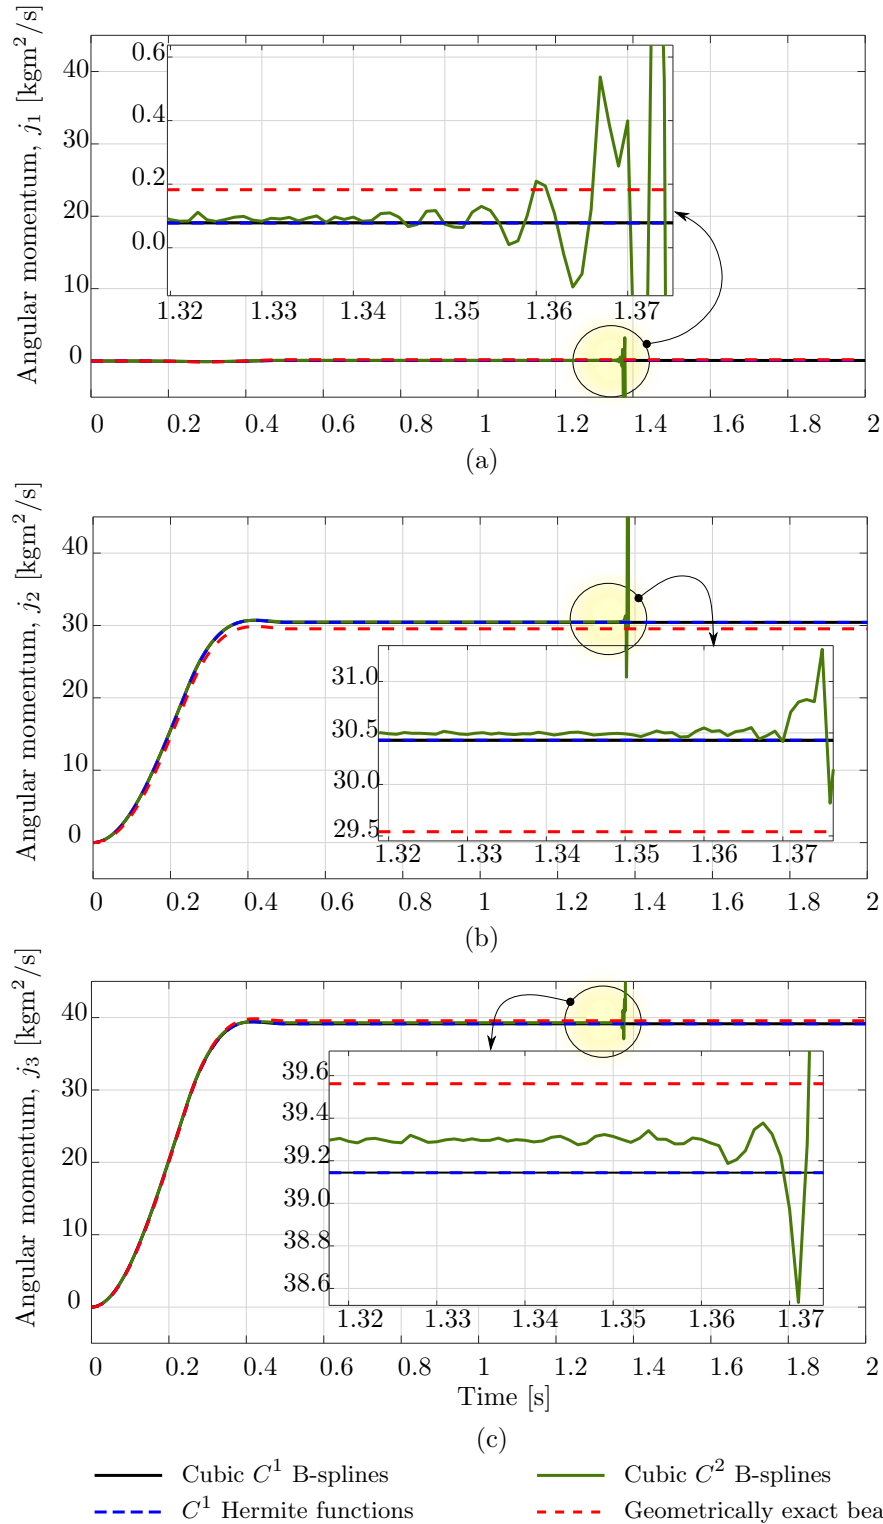 Angular momentum, j₁ [kgm²/s]
40
30
20
10
0
0.6
0.4
0.2
0.0
1.32 1.33 1.34 1.35 1.36 1.37
0 0.2 0.4 0.6 0.8 1 1.2 1.4 1.6 1.8 2
(a)
Angular momentum, j₂ [kgm²/s]
40
30
20
10
0
31.0
30.5
30.0
29.5
1.32 1.33 1.34 1.35 1.36 1.37
0 0.2 0.4 0.6 0.8 1 1.2 1.4 1.6 1.8 2
(b)
Angular momentum, j₃ [kgm²/s]
40
30
20
10
0
39.6
39.4
39.2
39.0
38.8
38.6
1.32 1.33 1.34 1.35 1.36 1.37
0 0.2 0.4 0.6 0.8 1 1.2 1.4 1.6 1.8 2
Time [s]
(c)
Cubic C¹ B-splines
Cubic C² B-splines
C¹ Hermite functions
Geometrically exact bea